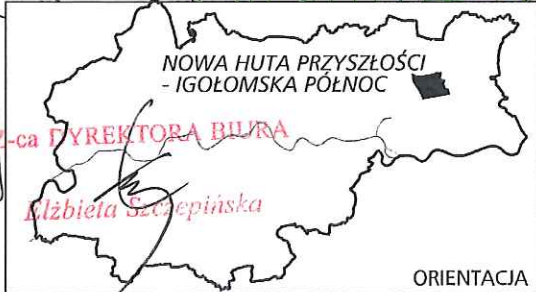 NOWA HUTA PRZYSZŁOŚCI
- IGOŁOMSKA PÓŁNOC
Z-ca DYREKTORA BIURA
Elżbieta Szczepińska
ORIENTACJA